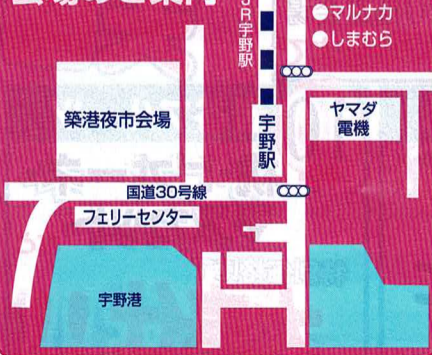 会場のご案内
JR宇野駅
●マルナカ
●しまむら
築港夜市会場
宇野駅
ヤマダ
電機
国道30号線
フェリーセンター
宇野港